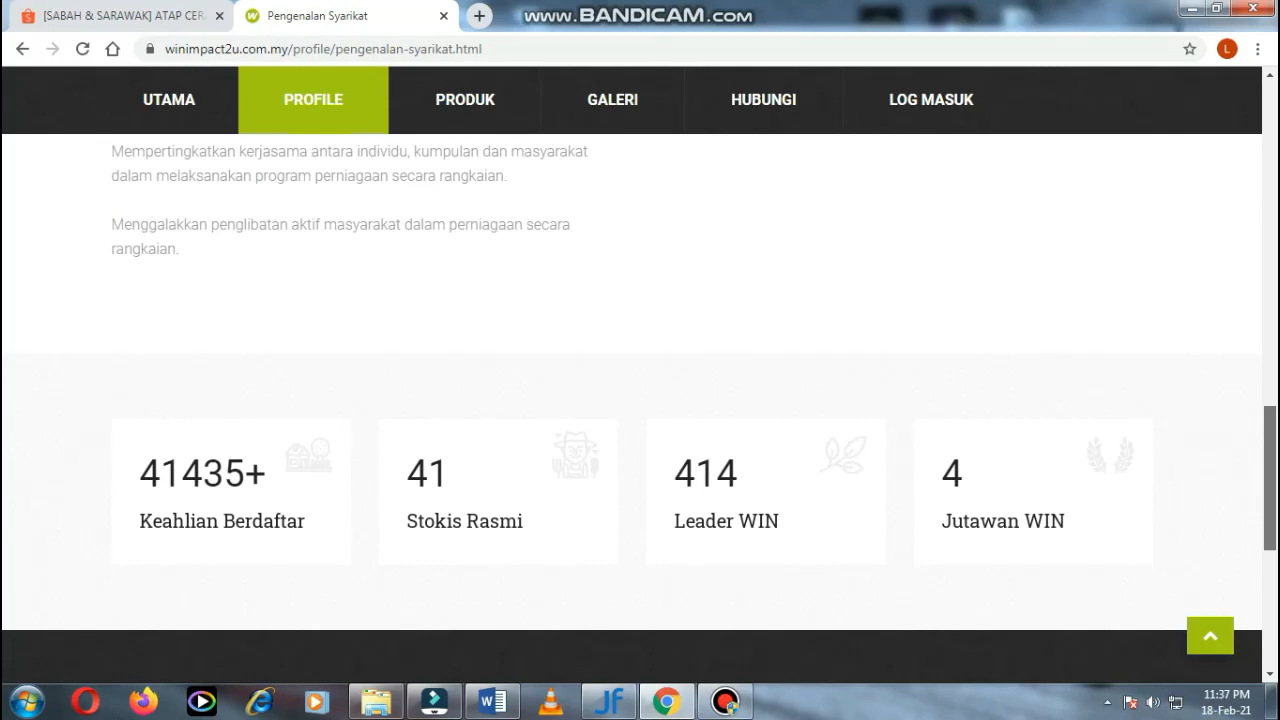 [SABAH & SARAWAK] ATAP CER
Pengenalan Syarikat
WWW.BANDICAM.COM
winimpact2u.com.my/profile/pengenalan-syarikat.html
L
UTAMA
PROFILE
PRODUK
GALERI
HUBUNGI
LOG MASUK
Mempertingkatkan kerjasama antara individu, kumpulan dan masyarakat
dalam melaksanakan program perniagaan secara rangkaian.
Menggalakkan penglibatan aktif masyarakat dalam perniagaan secara
rangkaian.
41435+
Keahlian Berdaftar
41
Stokis Rasmi
414
Leader WIN
4
Jutawan WIN
11:37 PM
18-Feb-21